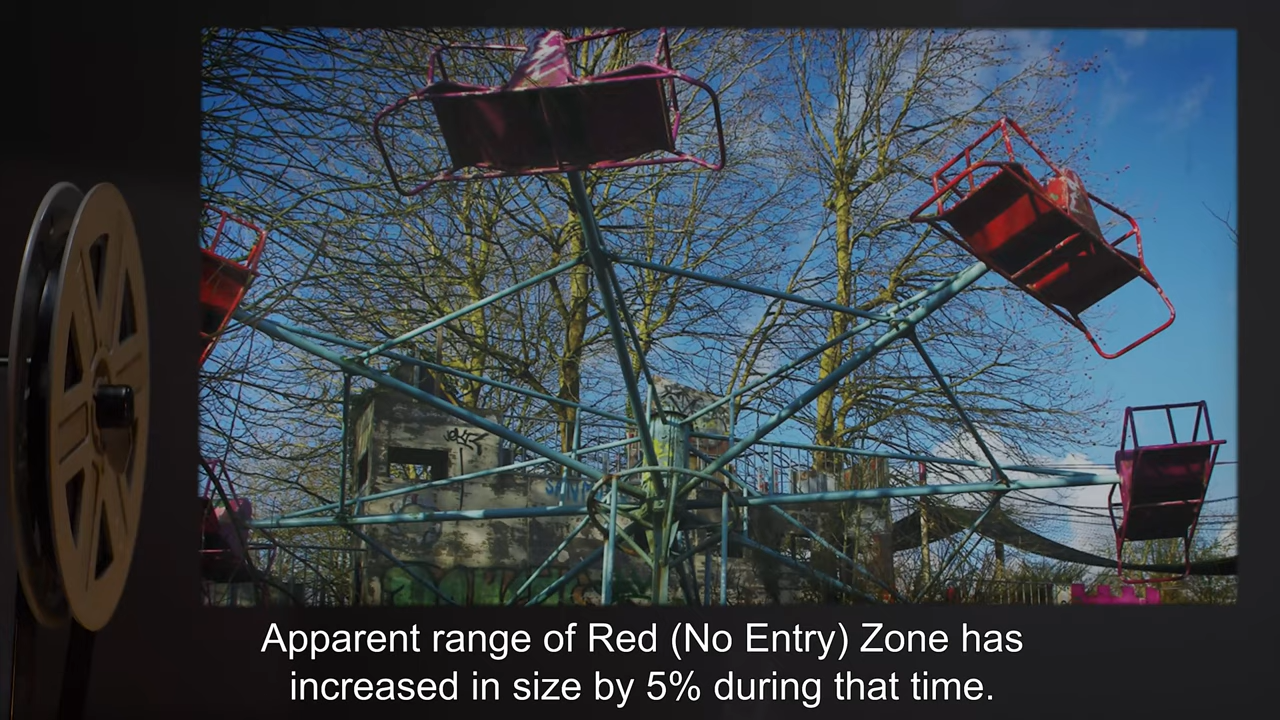 Apparent range of Red (No Entry) Zone has
increased in size by 5% during that time.